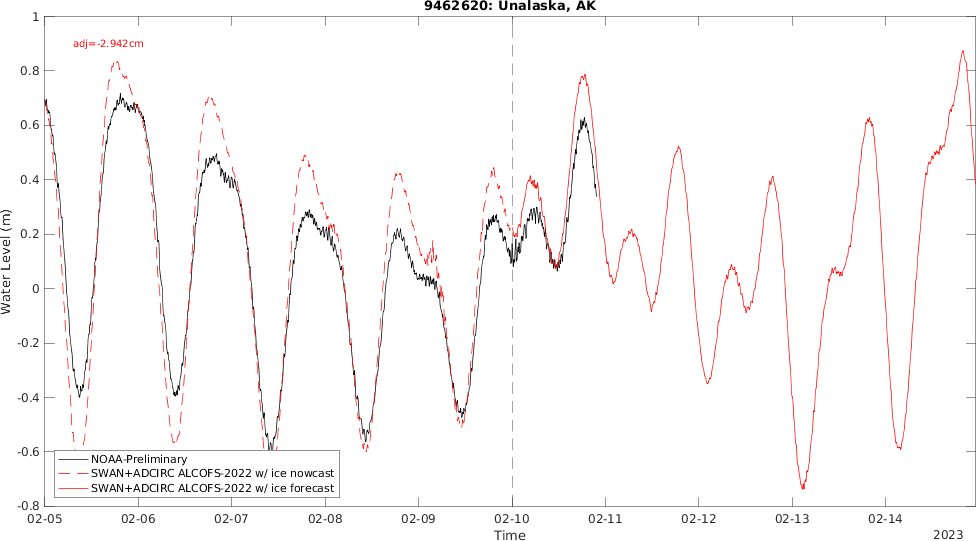 9462620: Unalaska, AK
adj=-2.942cm
Water Level (m)
1
0.8
0.6
0.4
0.2
0
-0.2
-0.4
-0.6
-0.8
NOAA-Preliminary
SWAN+ADCIRC ALCOFS-2022 w/ ice nowcast
SWAN+ADCIRC ALCOFS-2022 w/ ice forecast
02-05 02-06 02-07 02-08 02-09 02-10 02-11 02-12 02-13 02-14
Time
2023